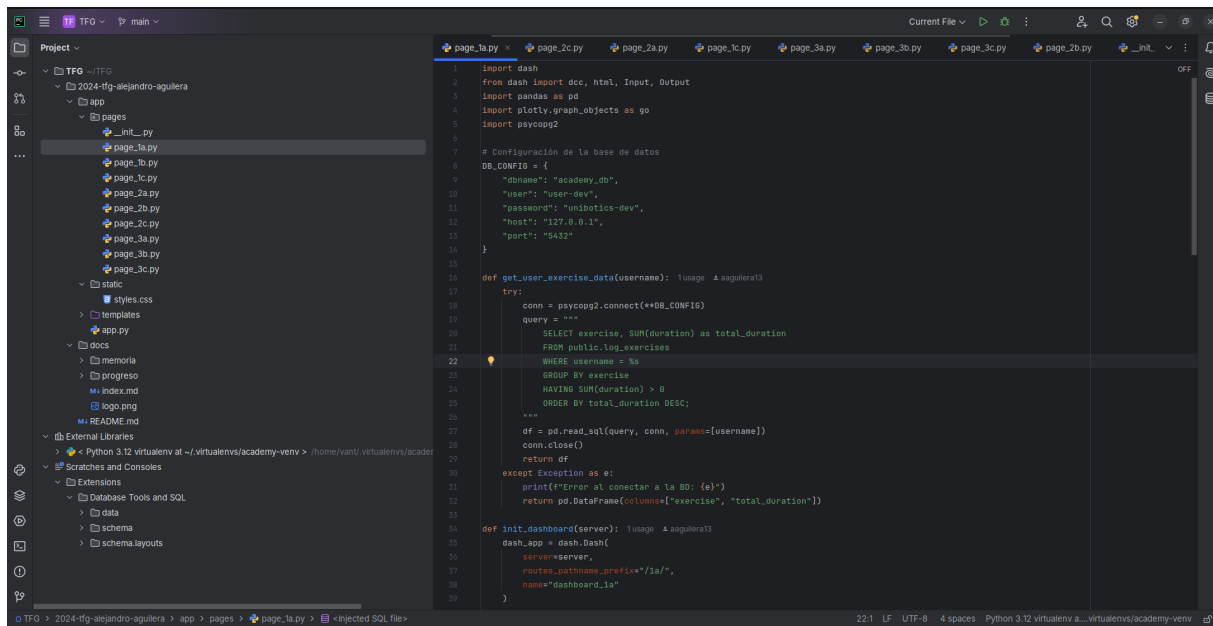 TF TFG main Current File
Project
page_1a.py page_2c.py page_2a.py page_1c.py page_3a.py page_3b.py page_3c.py page_2b.py __init_
TFG ~/TFG
2024-tfg-alejandro-aguilera
app
pages
__init__.py
page_1a.py
page_1b.py
page_1c.py
page_2a.py
page_2b.py
page_2c.py
page_3a.py
page_3b.py
page_3c.py
static
styles.css
templates
app.py
docs
memoria
progreso
index.md
logo.png
README.md
External Libraries
< Python 3.12 virtualenv at ~/.virtualenvs/academy-venv > /home/vant/.virtualenvs/acader
Scratches and Consoles
Extensions
Database Tools and SQL
data
schema
schema.layouts
OFF
1 import dash
2 from dash import dcc, html, Input, Output
3 import pandas as pd
4 import plotly.graph_objects as go
5 import psycopg2
6
7 # Configuración de la base de datos
8 DB_CONFIG = {
9 "dbname": "academy_db",
10 "user": "user-dev",
11 "password": "unibotics-dev",
12 "host": "127.0.0.1",
13 "port": "5432"
14 }
15
16 def get_user_exercise_data(username): 1 usage aaguilera13
17 try:
18 conn = psycopg2.connect(**DB_CONFIG)
19 query = """
20 SELECT exercise, SUM(duration) as total_duration
21 FROM public.log_exercises
22 WHERE username = %s
23 GROUP BY exercise
24 HAVING SUM(duration) > 0
25 ORDER BY total_duration DESC;
26 """
27 df = pd.read_sql(query, conn, params=[username])
28 conn.close()
29 return df
30 except Exception as e:
31 print(f"Error al conectar a la BD: {e}")
32 return pd.DataFrame(columns=["exercise", "total_duration"])
33
34 def init_dashboard(server): 1 usage aaguilera13
35 dash_app = dash.Dash(
36 server=server,
37 routes_pathname_prefix="/1a/",
38 name="dashboard_1a"
39 )
TFG > 2024-tfg-alejandro-aguilera > app > pages > page_1a.py > <Injected SQL file> 22:1 LF UTF-8 4 spaces Python 3.12 virtualenv a....virtualenvs/academy-venv